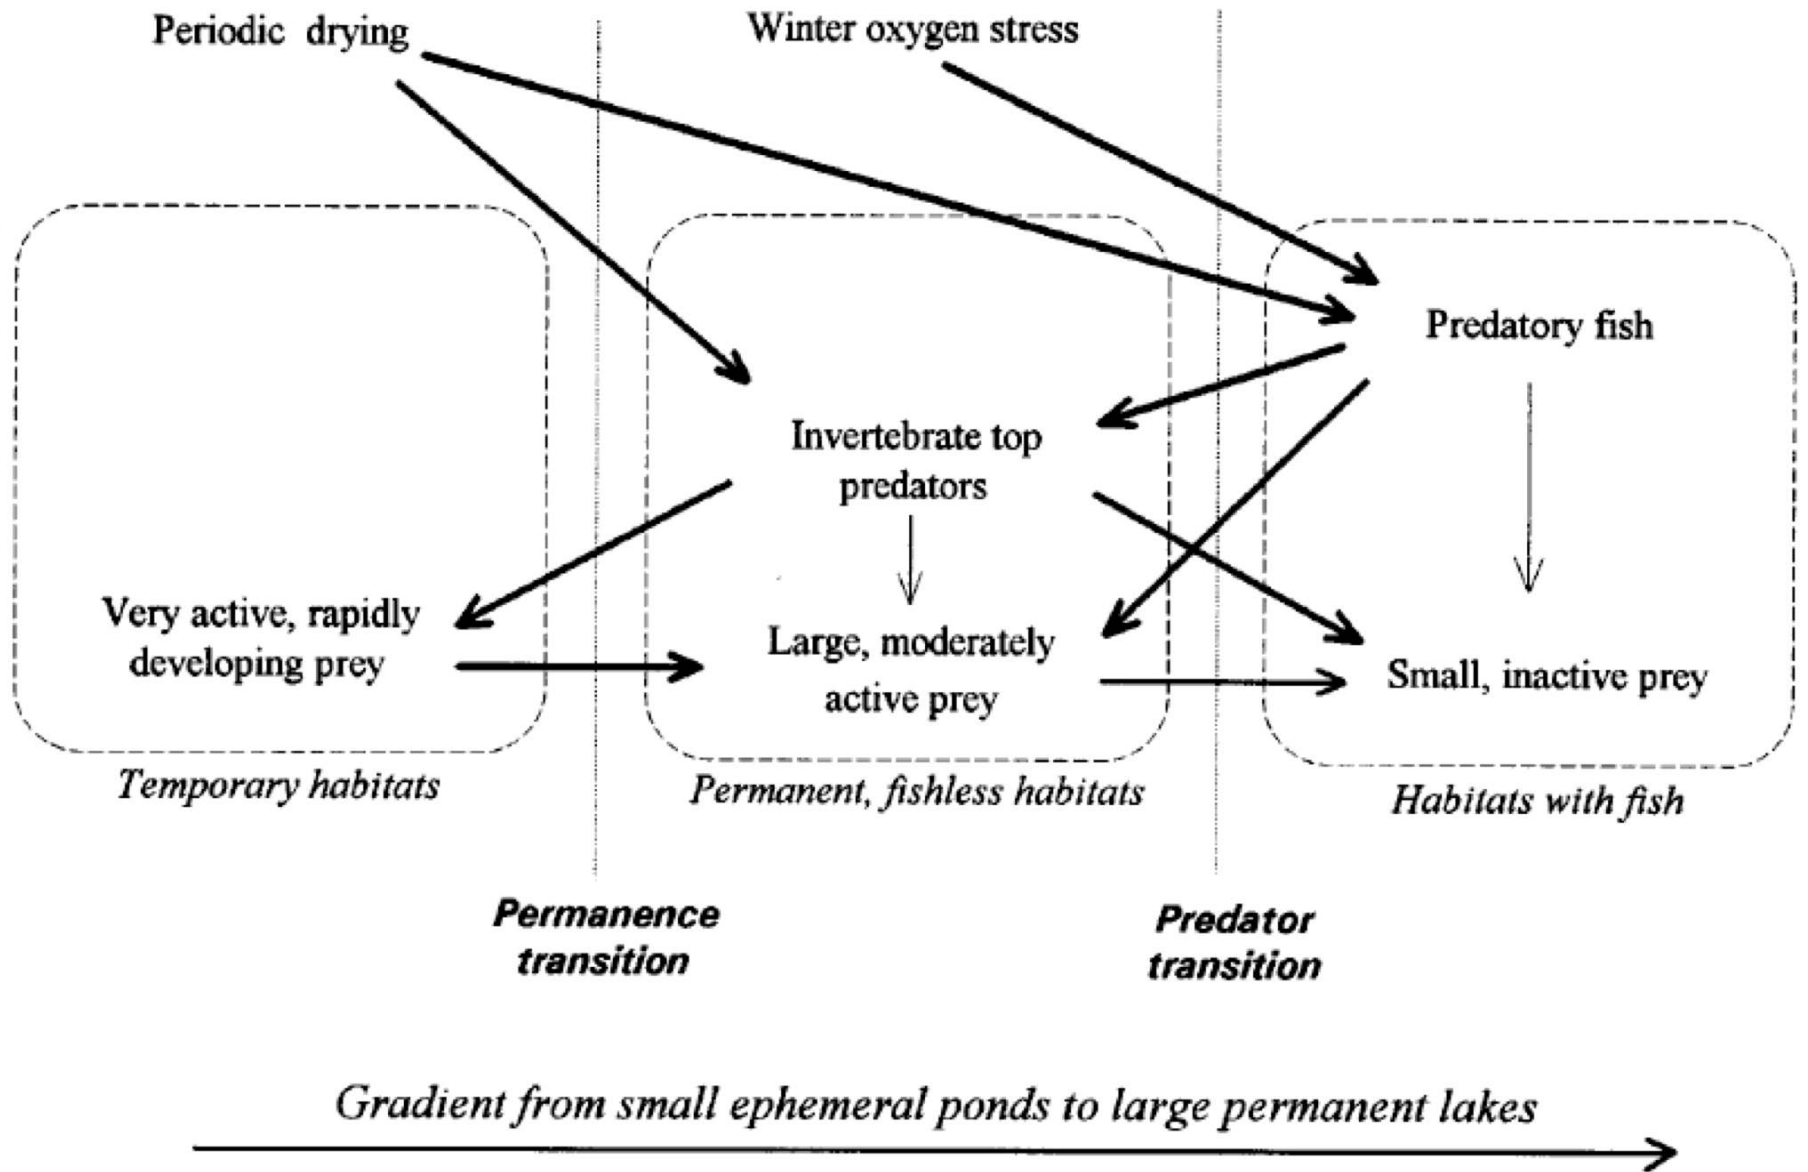 Periodic drying
Winter oxygen stress
Predatory fish
Invertebrate top
predators
Very active, rapidly
developing prey
Large, moderately
active prey
Small, inactive prey
Temporary habitats
Permanent, fishless habitats
Habitats with fish
Permanence
transition
Predator
transition
Gradient from small ephemeral ponds to large permanent lakes